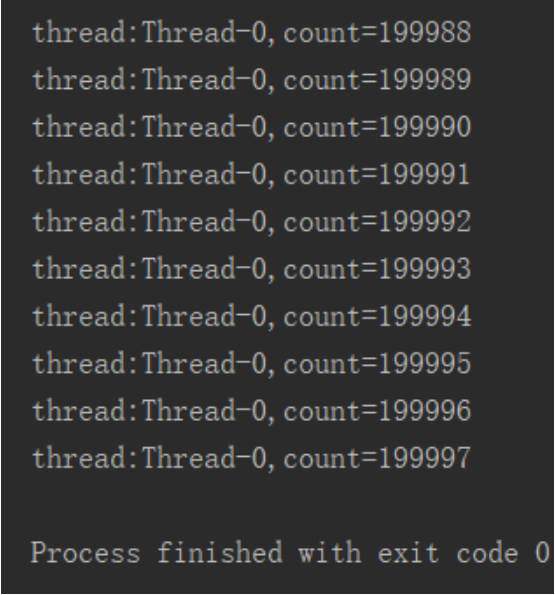 thread:Thread-0,count=199988
thread:Thread-0,count=199989
thread:Thread-0,count=199990
thread:Thread-0,count=199991
thread:Thread-0,count=199992
thread:Thread-0,count=199993
thread:Thread-0,count=199994
thread:Thread-0,count=199995
thread:Thread-0,count=199996
thread:Thread-0,count=199997
Process finished with exit code 0